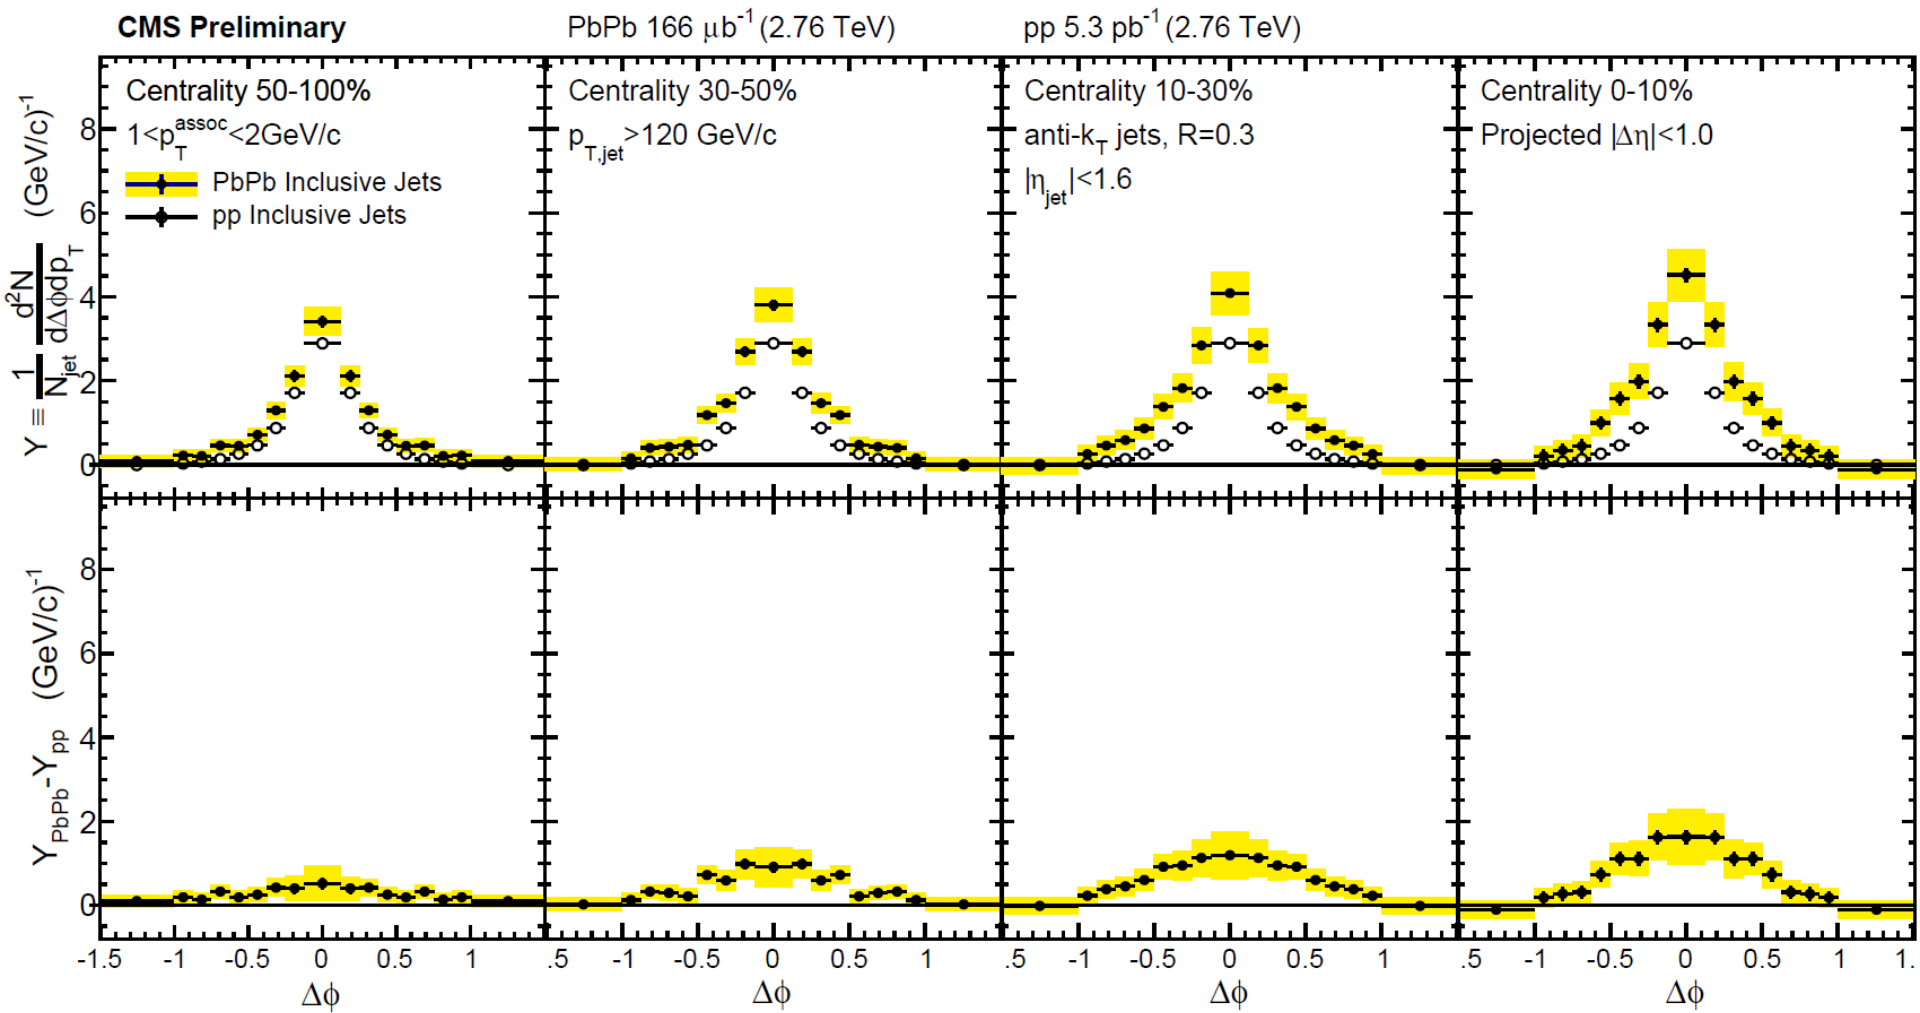 CMS Preliminary
PbPb 166 μb⁻¹ (2.76 TeV)
pp 5.3 pb⁻¹ (2.76 TeV)
Centrality 50-100%
1<p_T^assoc<2GeV/c
PbPb Inclusive Jets
pp Inclusive Jets
Centrality 30-50%
p_T,jet>120 GeV/c
Centrality 10-30%
anti-k_T jets, R=0.3
|η_jet|<1.6
Centrality 0-10%
Projected |Δη|<1.0
Y ≡ 1/N_jet d²N/dΔφdp_T (GeV/c)⁻¹
8
6
4
2
0
Y_PbPb-Y_pp (GeV/c)⁻¹
8
6
4
2
0
-1.5 -1 -0.5 0 0.5 1 .5 -1 -0.5 0 0.5 1 .5 -1 -0.5 0 0.5 1 .5 -1 -0.5 0 0.5 1 1.
Δφ Δφ Δφ Δφ